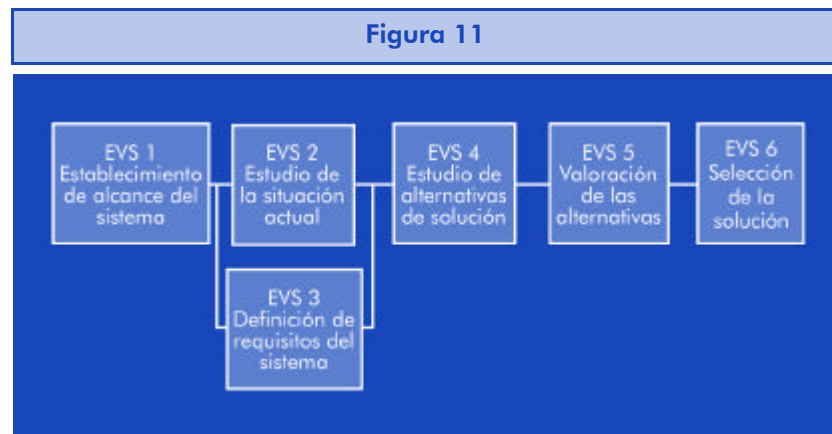 Figura 11
EVS 1
Establecimiento
de alcance del
sistema
EVS 2
Estudio de
la situación
actual
EVS 3
Definición de
requisitos del
sistema
EVS 4
Estudio de
alternativas
de solución
EVS 5
Valoración
de las
alternativas
EVS 6
Selección
de la
solución